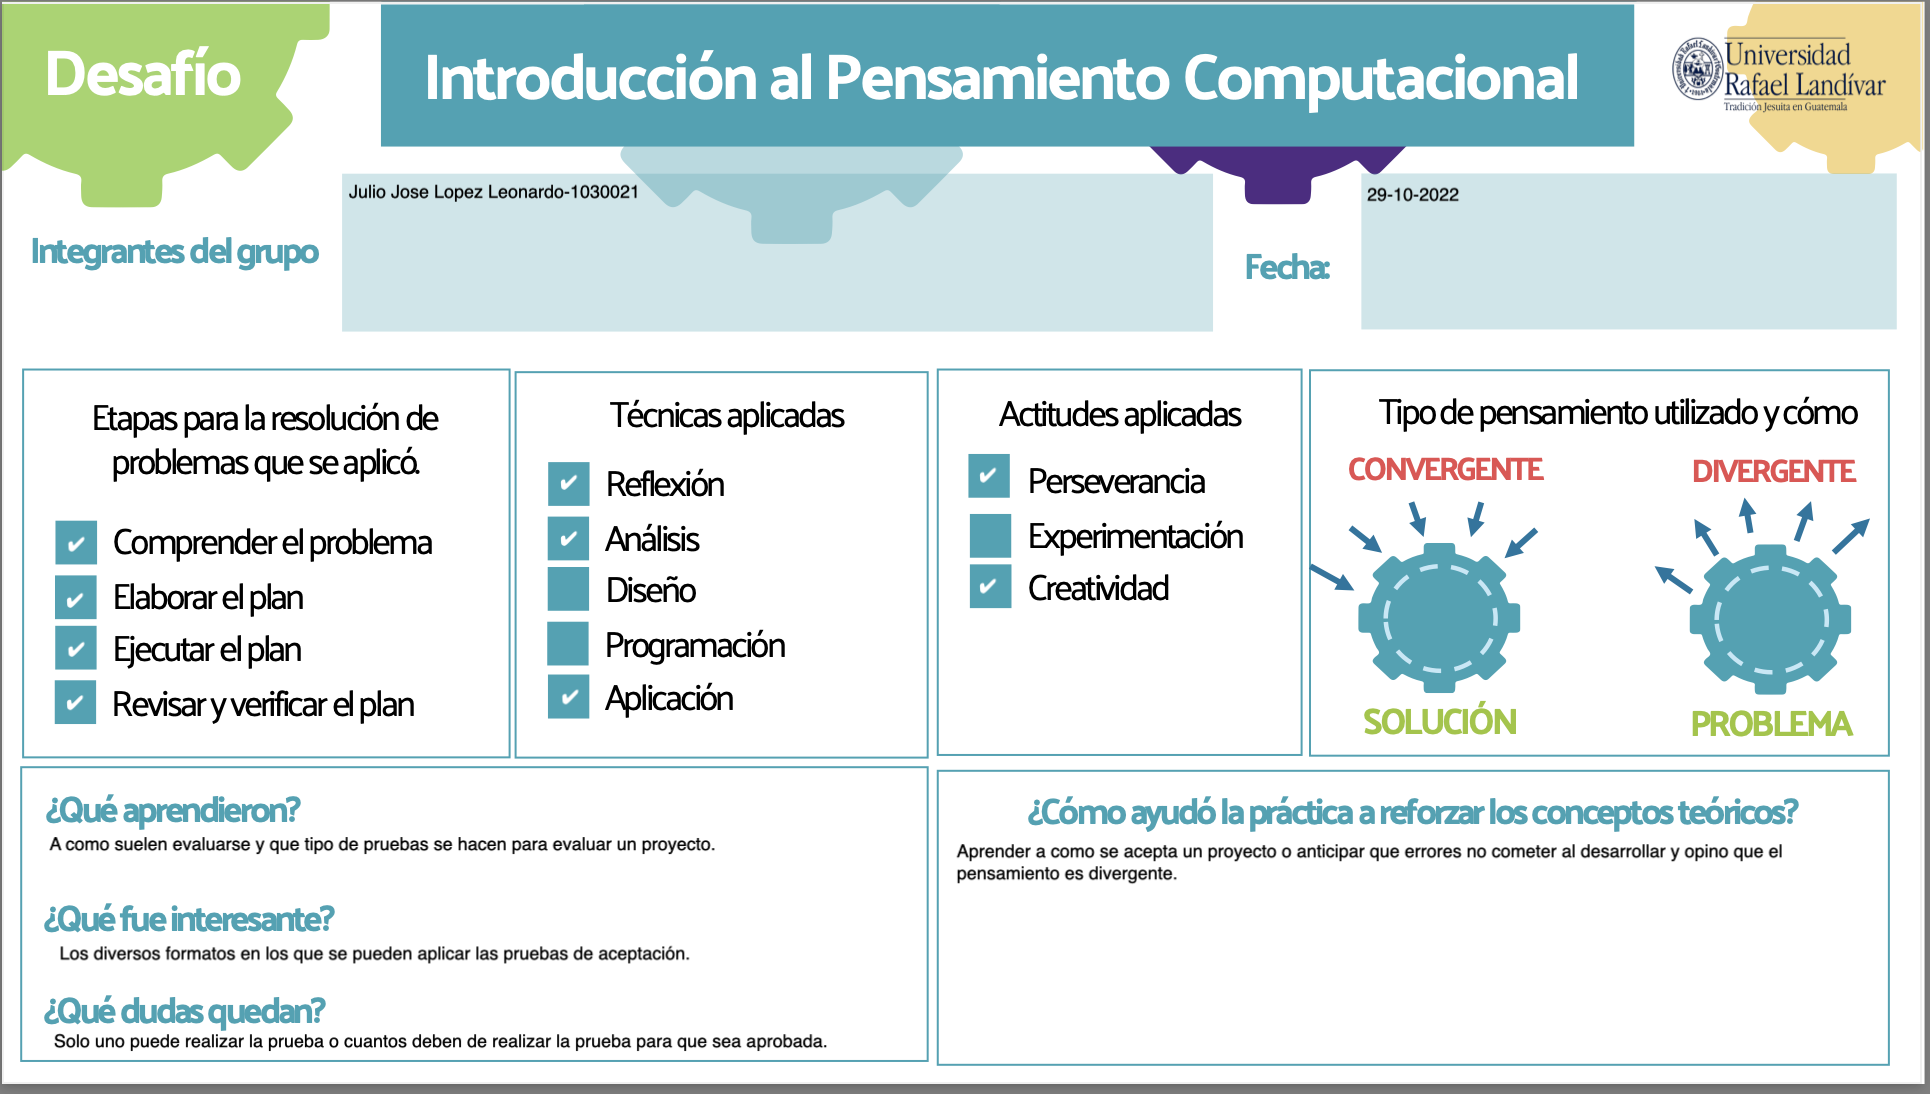 Desafío
Introducción al Pensamiento Computacional
Universidad
Rafael Landívar
Tradición Jesuita en Guatemala
Integrantes del grupo
Julio Jose Lopez Leonardo-1030021
Fecha:
29-10-2022
Etapas para la resolución de
problemas que se aplicó.
✔ Comprender el problema
✔ Elaborar el plan
✔ Ejecutar el plan
✔ Revisar y verificar el plan
Técnicas aplicadas
✔ Reflexión
✔ Análisis
Diseño
Programación
✔ Aplicación
Actitudes aplicadas
✔ Perseverancia
Experimentación
✔ Creatividad
Tipo de pensamiento utilizado y cómo
CONVERGENTE
DIVERGENTE
SOLUCIÓN
PROBLEMA
¿Qué aprendieron?
A como suelen evaluarse y que tipo de pruebas se hacen para evaluar un proyecto.
¿Qué fue interesante?
Los diversos formatos en los que se pueden aplicar las pruebas de aceptación.
¿Qué dudas quedan?
Solo uno puede realizar la prueba o cuantos deben de realizar la prueba para que sea aprobada.
¿Cómo ayudó la práctica a reforzar los conceptos teóricos?
Aprender a como se acepta un proyecto o anticipar que errores no cometer al desarrollar y opino que el
pensamiento es divergente.